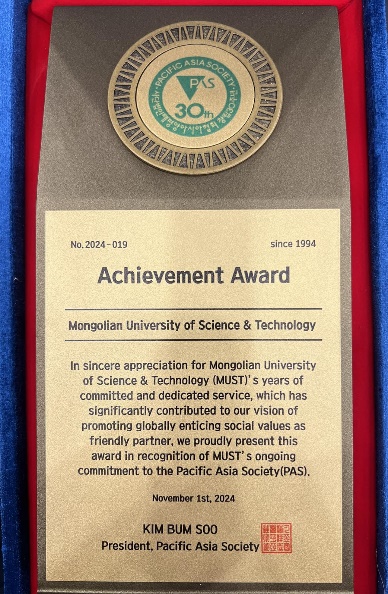 PACIFIC ASIA SOCIETY
PAS
30th
No.2024-019
since 1994
Achievement Award
Mongolian University of Science & Technology
In sincere appreciation for Mongolian University
of Science & Technology (MUST)'s years of
committed and dedicated service, which has
significantly contributed to our vision of
promoting globally enticing social values as
friendly partner, we proudly present this
award in recognition of MUST's ongoing
commitment to the Pacific Asia Society(PAS).
November 1st, 2024
KIM BUM SOO
President, Pacific Asia Society